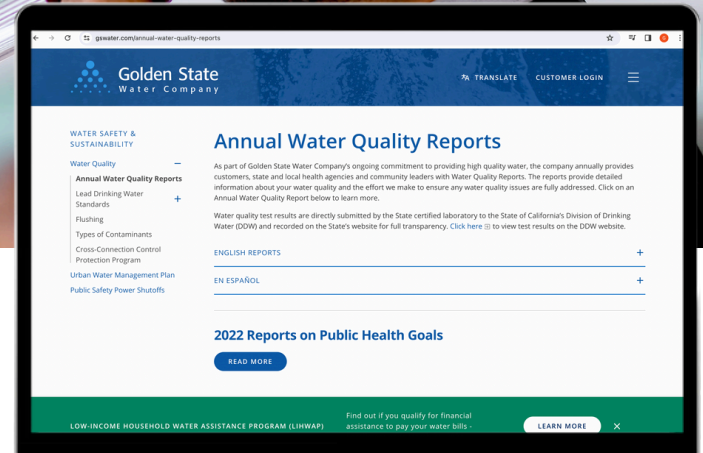 gswater.com/annual-water-quality-reports
Golden State
Water Company
TRANSLATE
CUSTOMER LOGIN
WATER SAFETY &
SUSTAINABILITY
Water Quality
Annual Water Quality Reports
Lead Drinking Water
Standards
Flushing
Types of Contaminants
Cross-Connection Control
Protection Program
Urban Water Management Plan
Public Safety Power Shutoffs
Annual Water Quality Reports
As part of Golden State Water Company's ongoing commitment to providing high quality water, the company annually provides
customers, state and local health agencies and community leaders with Water Quality Reports. The reports provide detailed
information about your water quality and the effort we make to ensure any water quality issues are fully addressed. Click on an
Annual Water Quality Report below to learn more.
Water quality test results are directly submitted by the State certified laboratory to the State of California's Division of Drinking
Water (DDW) and recorded on the State's website for full transparency. Click here to view test results on the DDW website.
ENGLISH REPORTS +
EN ESPAÑOL +
2022 Reports on Public Health Goals
READ MORE
LOW-INCOME HOUSEHOLD WATER ASSISTANCE PROGRAM (LIHWAP)
Find out if you qualify for financial
assistance to pay your water bills -
LEARN MORE